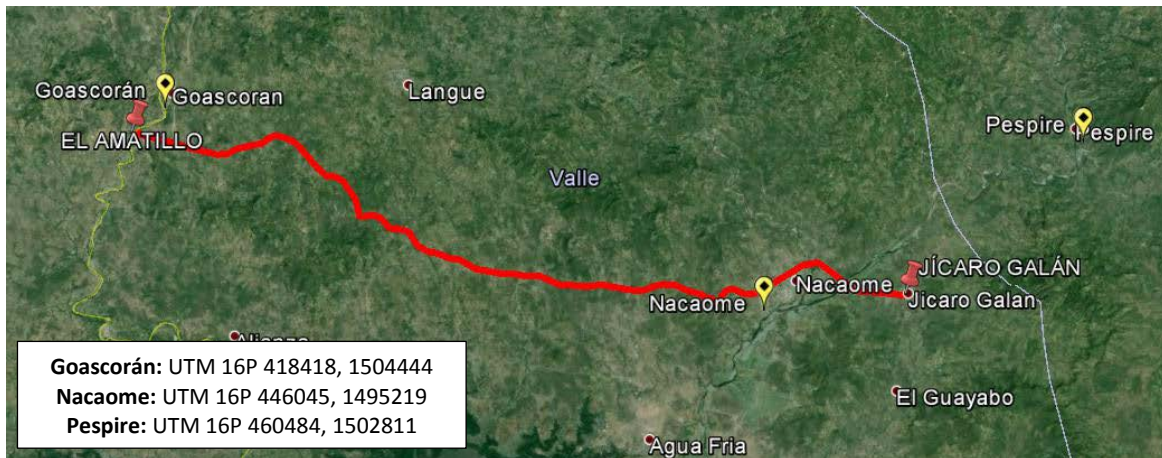 Goascorán
Goascoran
Langue
EL AMATILLO
Pespire
Pespire
Valle
JÍCARO GALÁN
Nacaome
Nacaome
Jicaro Galan
Alianza
Goascorán: UTM 16P 418418, 1504444
Nacaome: UTM 16P 446045, 1495219
Pespire: UTM 16P 460484, 1502811
El Guayabo
Agua Fria